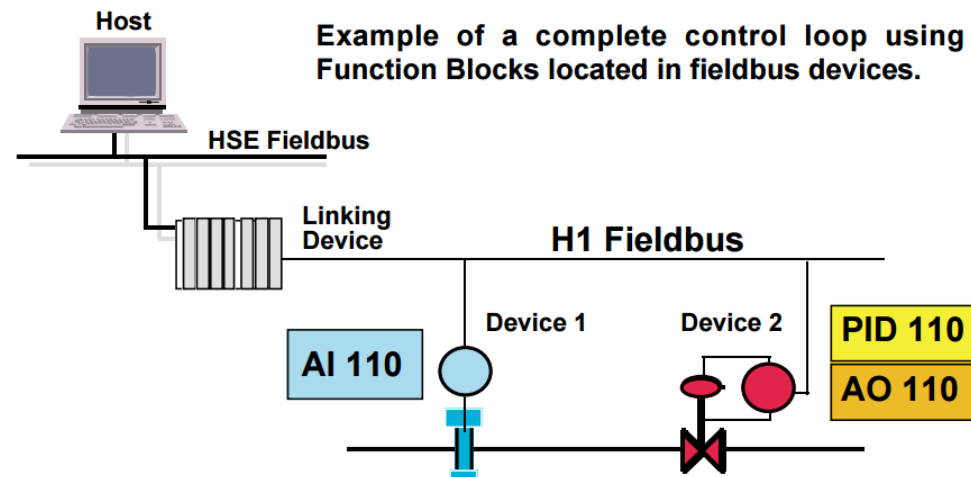 Host
Example of a complete control loop using
Function Blocks located in fieldbus devices.
HSE Fieldbus
Linking
Device
H1 Fieldbus
Device 1
Device 2
AI 110
PID 110
AO 110